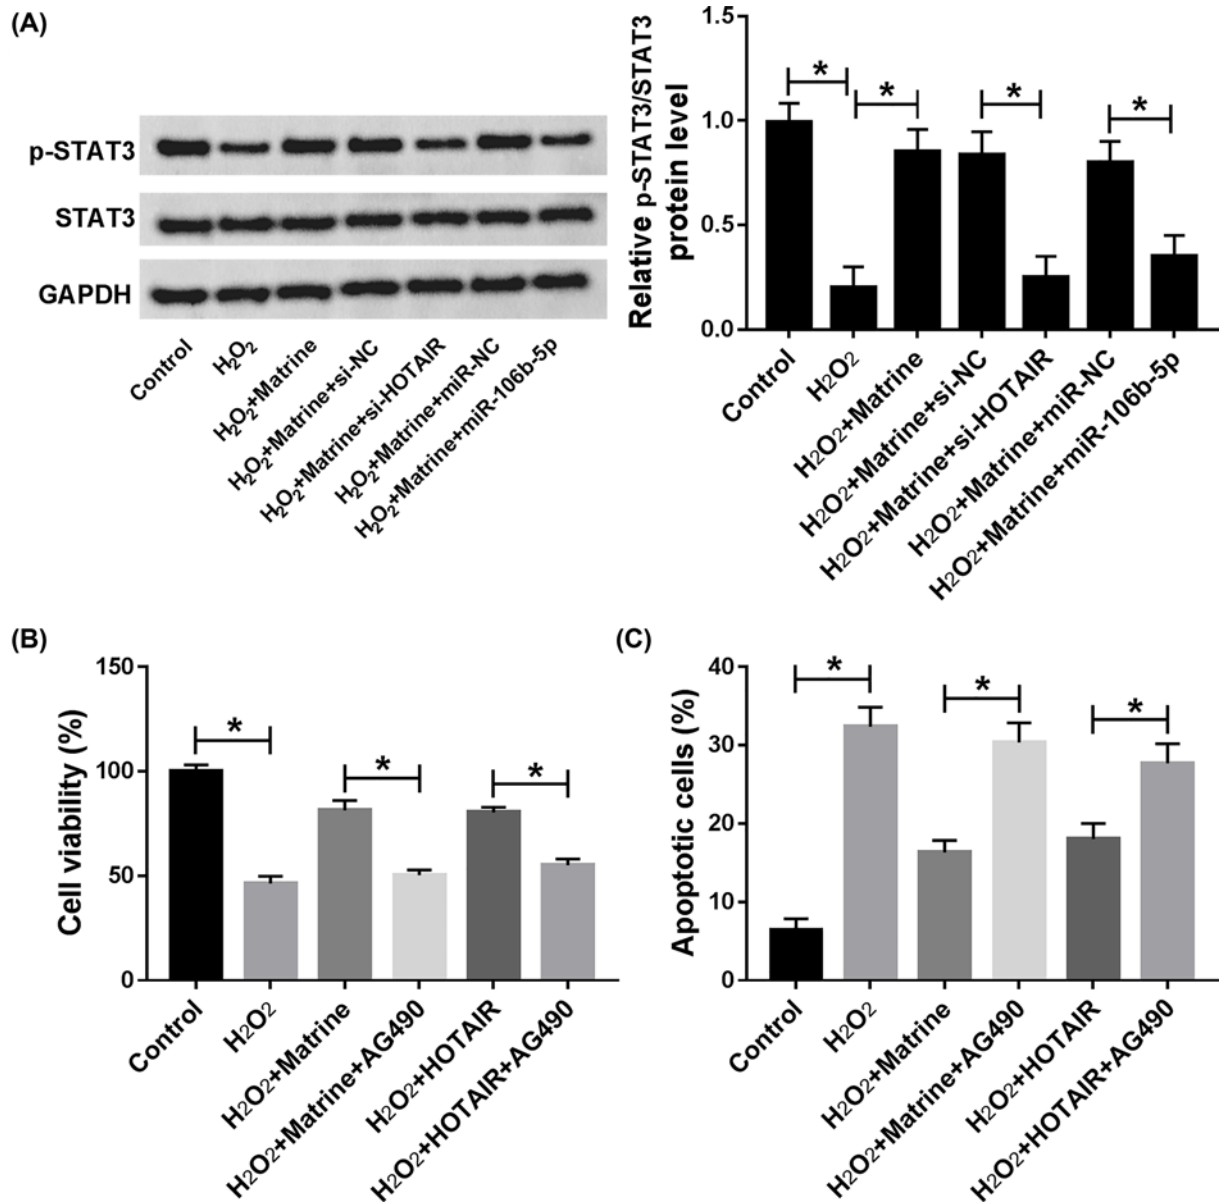 (A)
p-STAT3
STAT3
GAPDH
Control
H₂O₂
H₂O₂+Matrine
H₂O₂+Matrine+si-NC
H₂O₂+Matrine+si-HOTAIR
H₂O₂+Matrine+miR-NC
H₂O₂+Matrine+miR-106b-5p
Relative p-STAT3/STAT3
protein level
1.5
1.0
0.5
0.0
* * * *
Control
H2O2
H2O2+Matrine
H2O2+Matrine+si-NC
H2O2+Matrine+si-HOTAIR
H2O2+Matrine+miR-NC
H2O2+Matrine+miR-106b-5p
(B)
Cell viability (%)
150
100
50
0
* * *
Control
H2O2
H2O2+Matrine
H2O2+Matrine+AG490
H2O2+HOTAIR
H2O2+HOTAIR+AG490
(C)
Apoptotic cells (%)
40
30
20
10
0
* * *
Control
H2O2
H2O2+Matrine
H2O2+Matrine+AG490
H2O2+HOTAIR
H2O2+HOTAIR+AG490